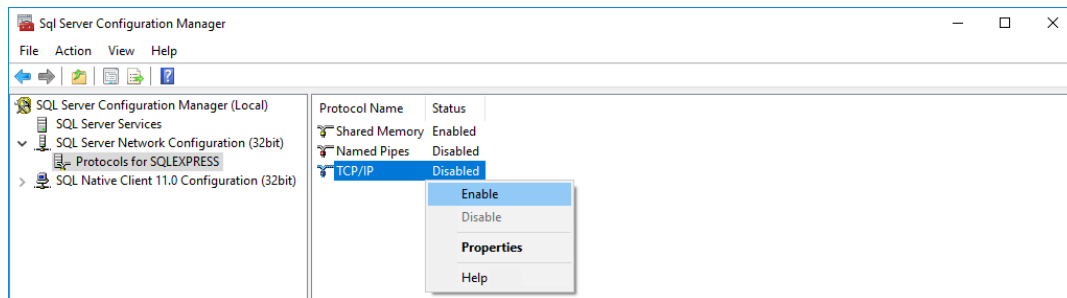 Sql Server Configuration Manager
File Action View Help
SQL Server Configuration Manager (Local)
SQL Server Services
SQL Server Network Configuration (32bit)
Protocols for SQLEXPRESS
SQL Native Client 11.0 Configuration (32bit)
Protocol Name Status
Shared Memory Enabled
Named Pipes Disabled
TCP/IP Disabled
Enable
Disable
Properties
Help